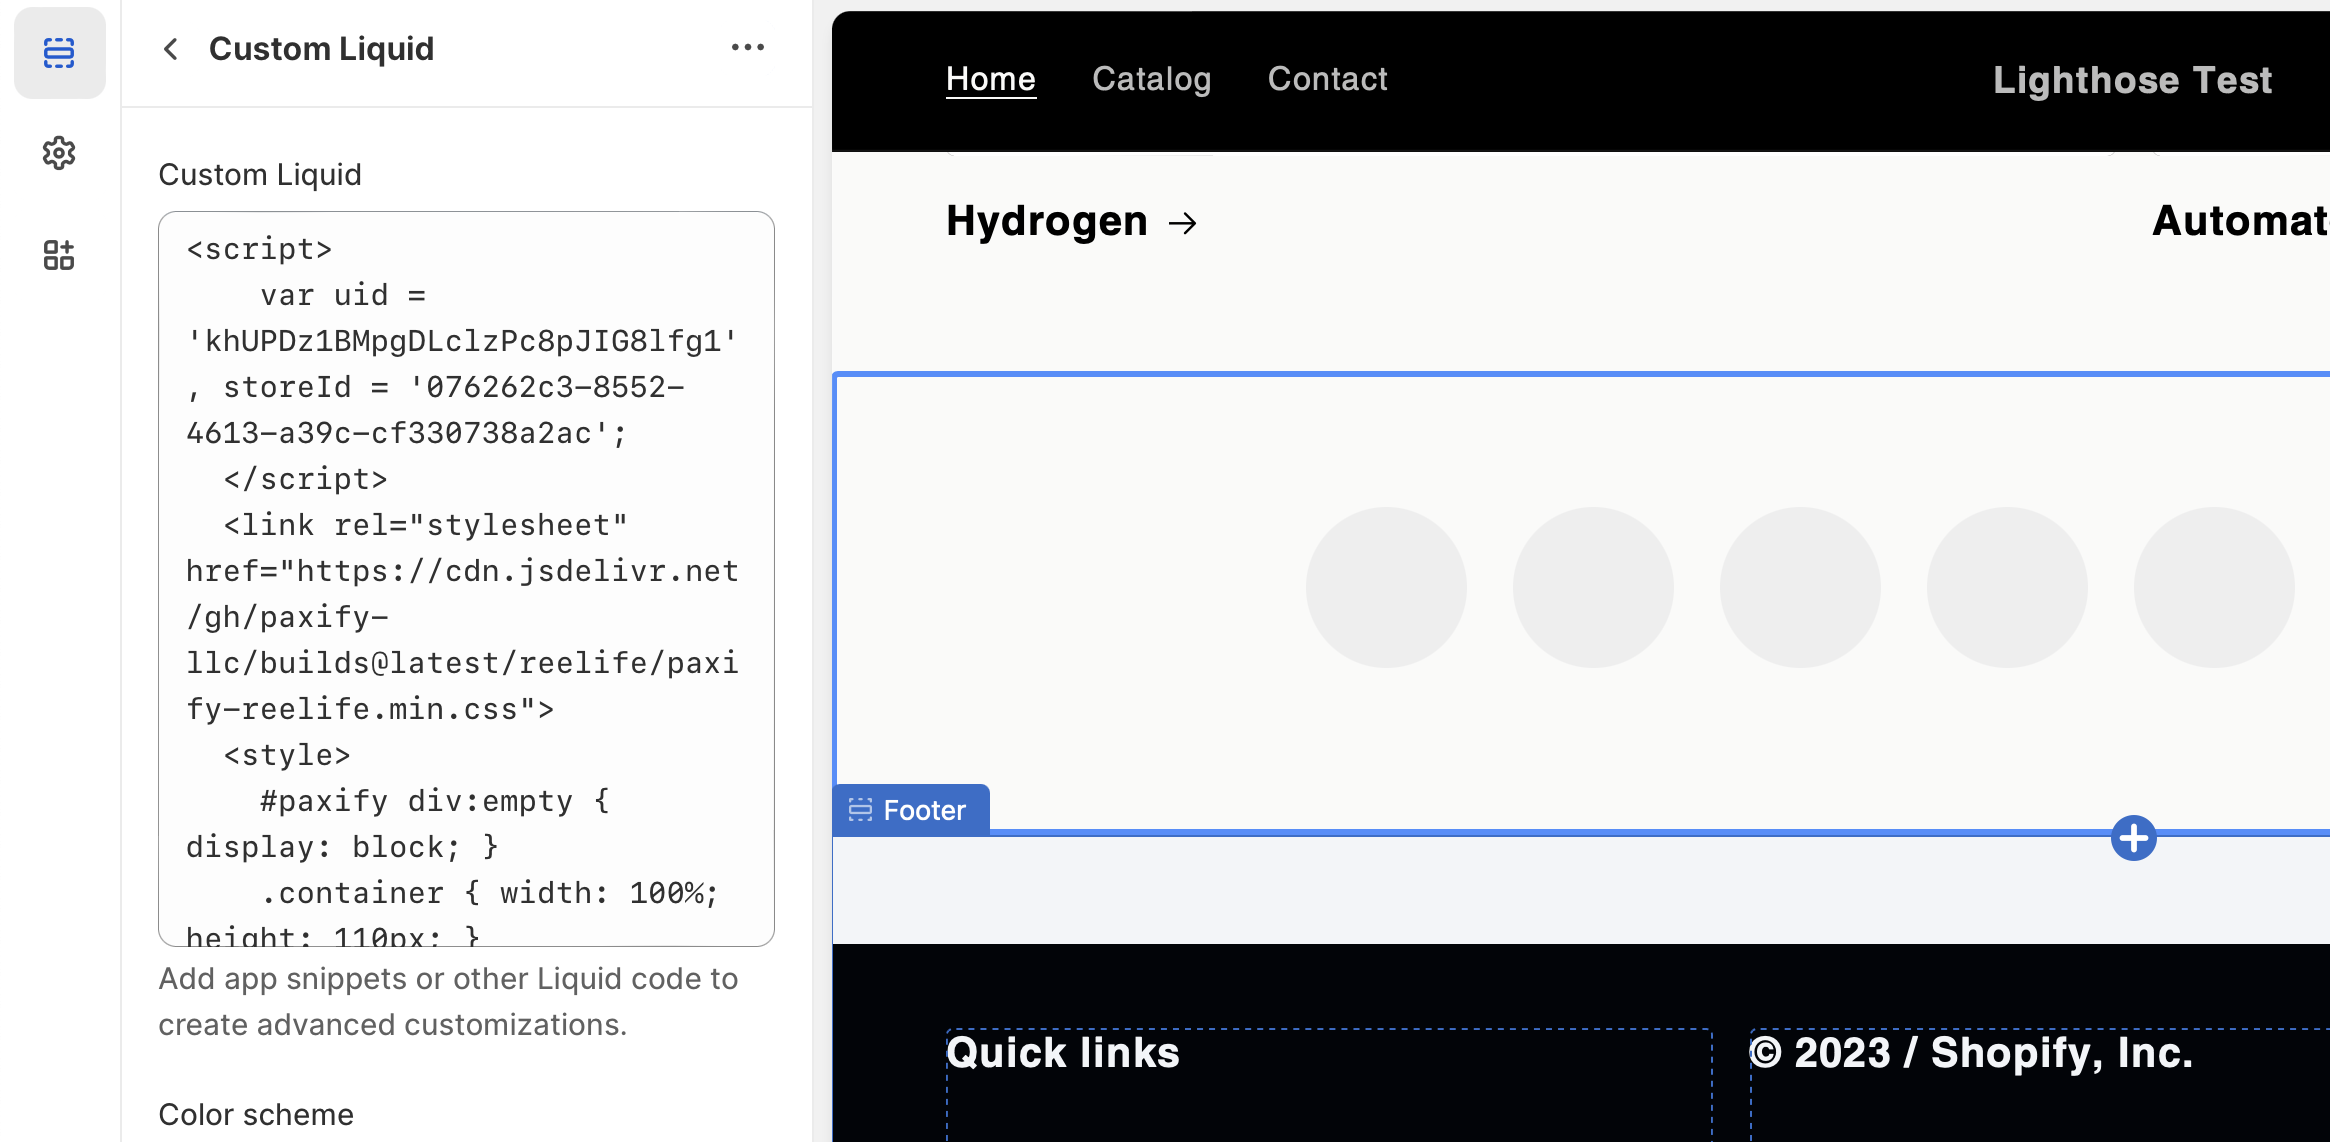 Custom Liquid
Custom Liquid
<script>
    var uid =
'khUPDz1BMpgDLclzPc8pJIG8lfg1'
, storeId = '076262c3-8552-
4613-a39c-cf330738a2ac';
  </script>
  <link rel="stylesheet"
href="https://cdn.jsdelivr.net
/gh/paxify-
llc/builds@latest/reelife/paxi
fy-reelife.min.css">
  <style>
    #paxify div:empty {
display: block; }
    .container { width: 100%;
height: 110px; }
Add app snippets or other Liquid code to
create advanced customizations.
Color scheme
Home Catalog Contact Lighthose Test
Hydrogen → Automat
Footer
Quick links © 2023 / Shopify, Inc.